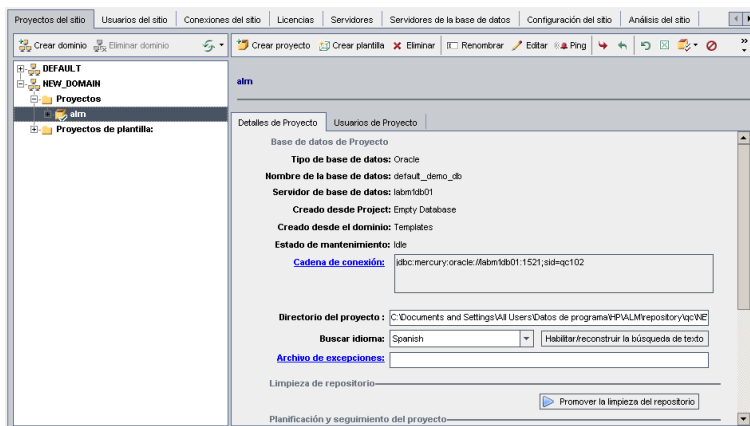 Proyectos del sitio Usuarios del sitio Conexiones del sitio Licencias Servidores Servidores de la base de datos Configuración del sitio Análisis del sitio
Crear dominio Eliminar dominio Crear proyecto Crear plantilla Eliminar Renombrar Editar Ping
DEFAULT
NEW_DOMAIN
Proyectos
alm
Proyectos de plantilla:
alm
Detalles de Proyecto Usuarios de Proyecto
Base de datos de Proyecto
Tipo de base de datos: Oracle
Nombre de la base de datos: default_demo_db
Servidor de base de datos: labm1db01
Creado desde Project: Empty Database
Creado desde el dominio: Templates
Estado de mantenimiento: Idle
Cadena de conexión: jdbc:mercury:oracle://labm1db01:1521;sid=qc102
Directorio del proyecto : C:\Documents and Settings\All Users\Datos de programa\HP\ALM\repository\qc\NE
Buscar idioma: Spanish Habilitar/reconstruir la búsqueda de texto
Archivo de excepciones:
Limpieza de repositorio
Promover la limpieza del repositorio
Planificación y seguimiento del proyecto